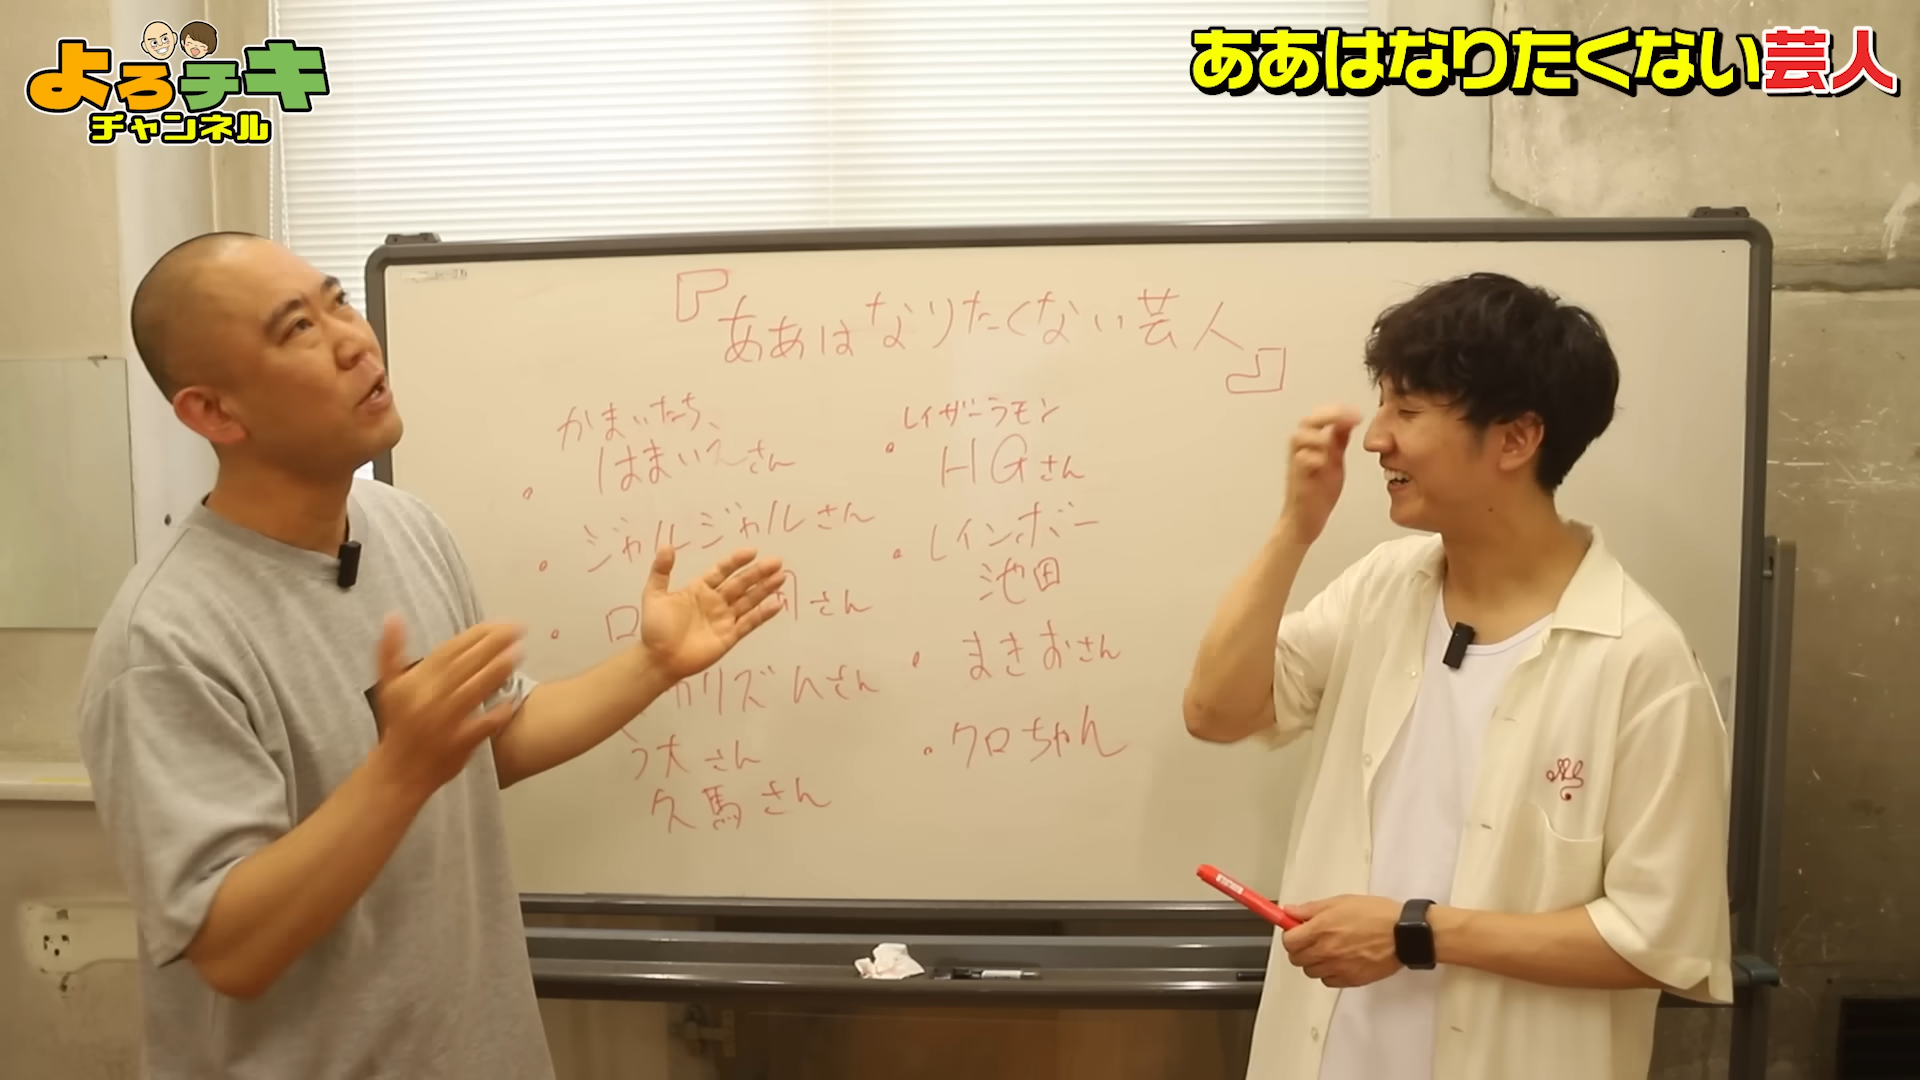 よろチキ
チャンネル
ああはなりたくない芸人
『ああはなりたくない芸人』
かまいたち、
・はまいえさん
・ジャルジャルさん
・ロ さん
カリズムさん
う大さん
久馬さん
レイザーラモン
・HGさん
・レインボー
池田
・まきおさん
・クロちゃん